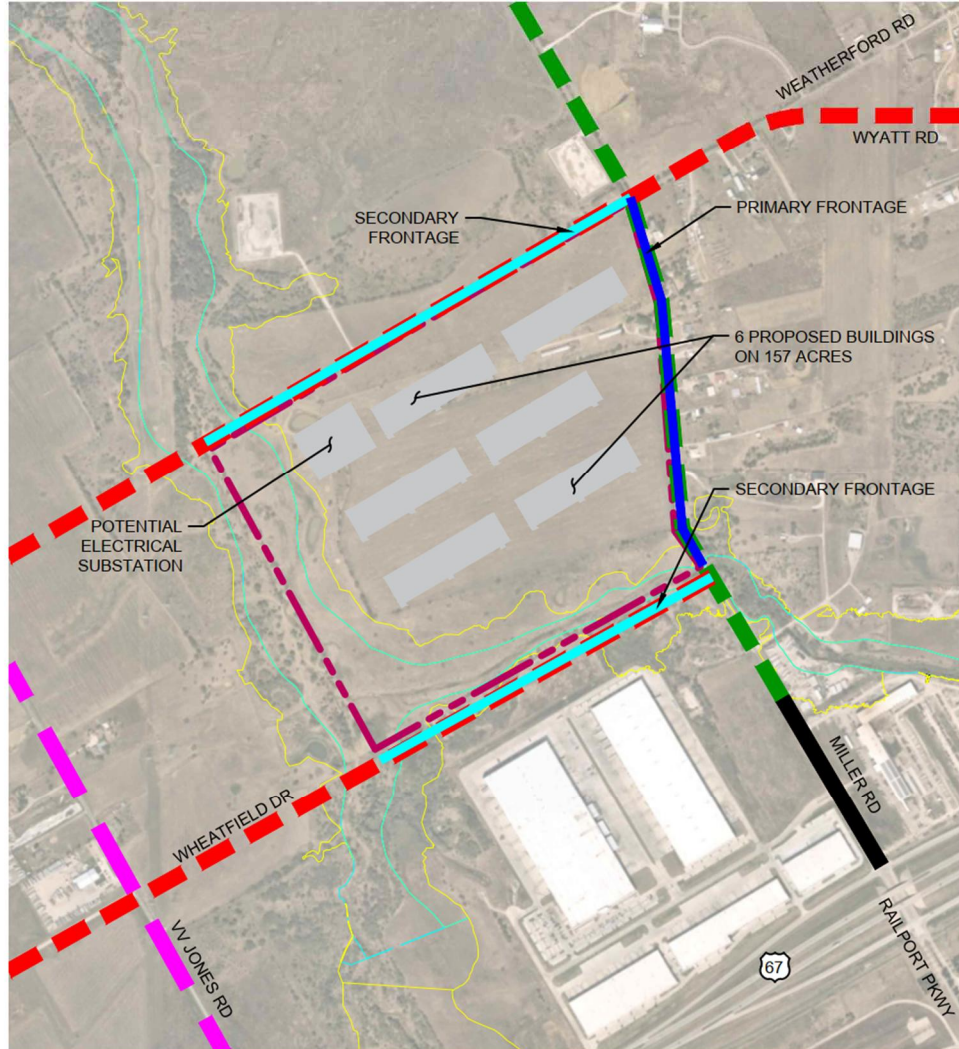 WEATHERFORD RD
WYATT RD
SECONDARY
FRONTAGE
PRIMARY FRONTAGE
6 PROPOSED BUILDINGS
ON 157 ACRES
SECONDARY FRONTAGE
POTENTIAL
ELECTRICAL
SUBSTATION
WHEATFIELD DR
MILLER RD
VV JONES RD
RAILPORT PKWY
67